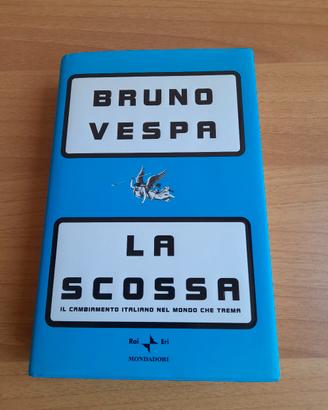 BRUNO
VESPA
LA
SCOSSA
IL CAMBIAMENTO ITALIANO NEL MONDO CHE TREMA
Rai Eri
MONDADORI